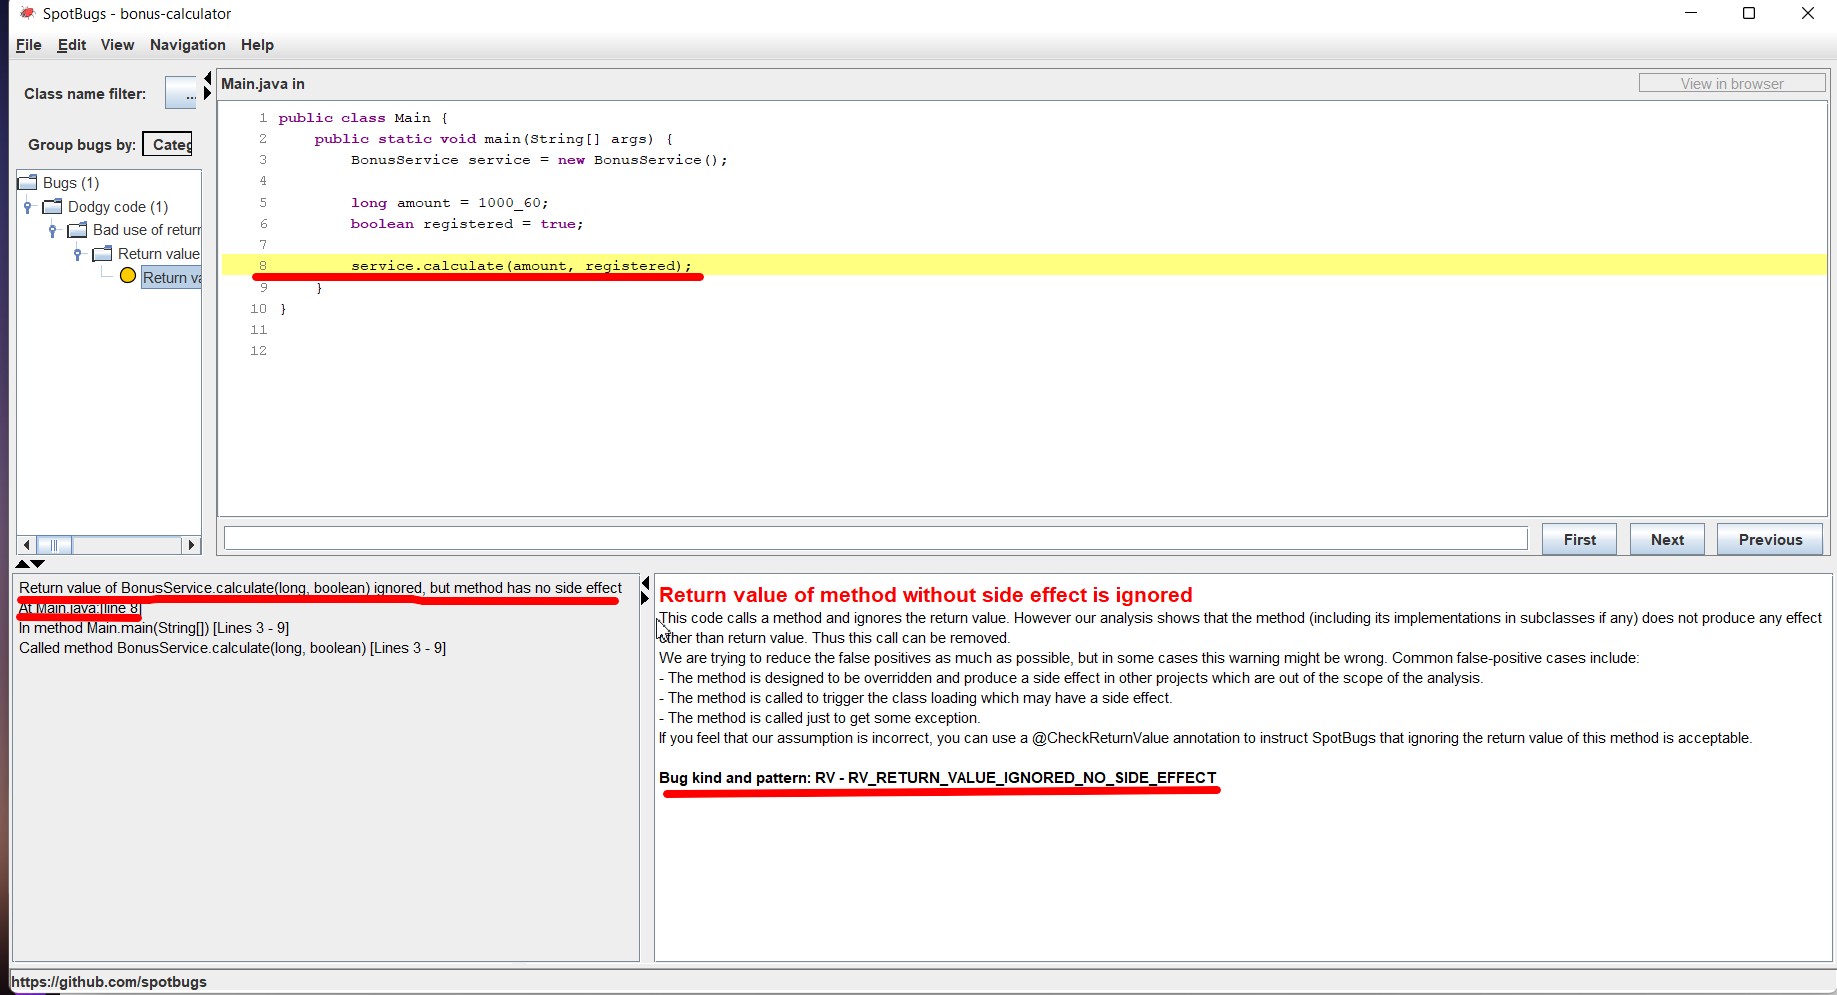 SpotBugs - bonus-calculator
File Edit View Navigation Help
Class name filter:
...
Group bugs by:
Categ
Bugs (1)
Dodgy code (1)
Bad use of return
Return value
Return va
Main.java in
View in browser
1 public class Main {
2 public static void main(String[] args) {
3 BonusService service = new BonusService();
4
5 long amount = 1000_60;
6 boolean registered = true;
7
8 service.calculate(amount, registered);
9 }
10 }
11
12
First Next Previous
Return value of BonusService.calculate(long, boolean) ignored, but method has no side effect
At Main.java:[line 8]
In method Main.main(String[]) [Lines 3 - 9]
Called method BonusService.calculate(long, boolean) [Lines 3 - 9]
Return value of method without side effect is ignored
This code calls a method and ignores the return value. However our analysis shows that the method (including its implementations in subclasses if any) does not produce any effect
other than return value. Thus this call can be removed.
We are trying to reduce the false positives as much as possible, but in some cases this warning might be wrong. Common false-positive cases include:
- The method is designed to be overridden and produce a side effect in other projects which are out of the scope of the analysis.
- The method is called to trigger the class loading which may have a side effect.
- The method is called just to get some exception.
If you feel that our assumption is incorrect, you can use a @CheckReturnValue annotation to instruct SpotBugs that ignoring the return value of this method is acceptable.
Bug kind and pattern: RV - RV_RETURN_VALUE_IGNORED_NO_SIDE_EFFECT
https://github.com/spotbugs